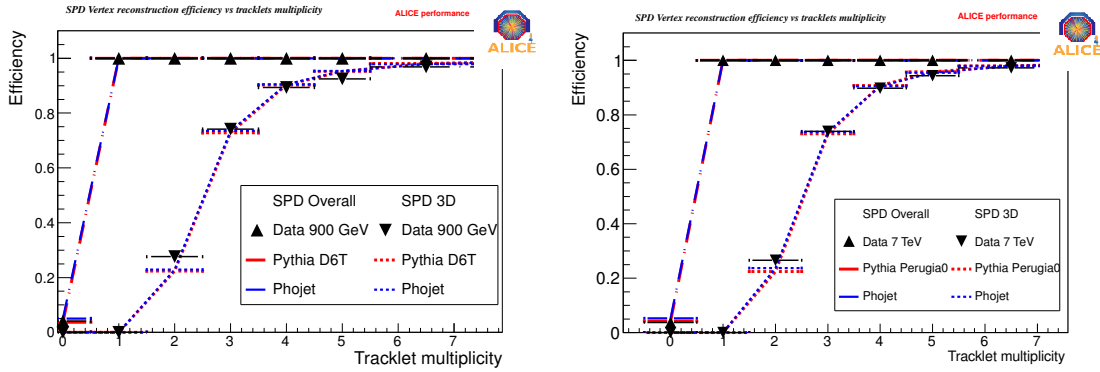 SPD Vertex reconstruction efficiency vs tracklets multiplicity
ALICE performance
ALICE
Efficiency
1
0.8
0.6
0.4
0.2
0
SPD Overall SPD 3D
Data 900 GeV Data 900 GeV
Pythia D6T Pythia D6T
Phojet Phojet
0 1 2 3 4 5 6 7
Tracklet multiplicity
SPD Vertex reconstruction efficiency vs tracklets multiplicity
ALICE performance
ALICE
Efficiency
1
0.8
0.6
0.4
0.2
0
SPD Overall SPD 3D
Data 7 TeV Data 7 TeV
Pythia Perugia0 Pythia Perugia0
Phojet Phojet
0 1 2 3 4 5 6 7
Tracklet multiplicity